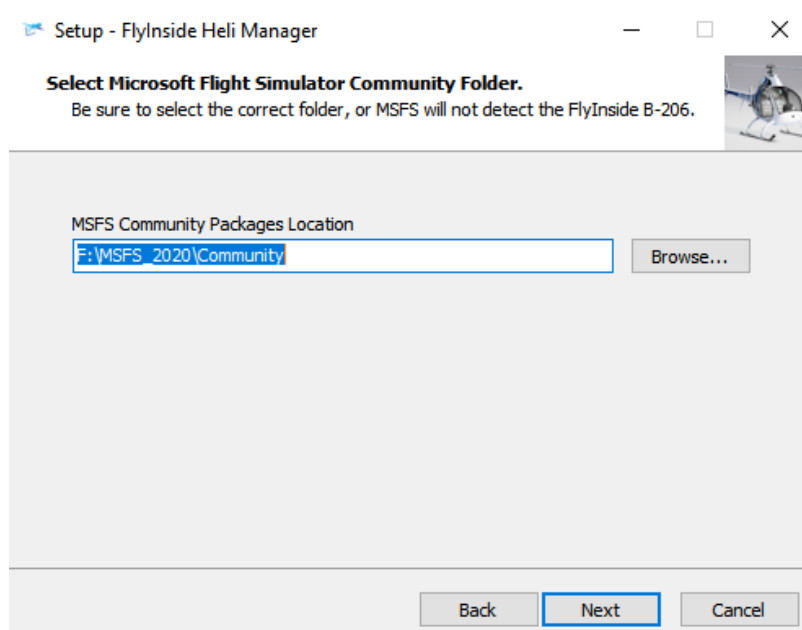 Setup - FlyInside Heli Manager
Select Microsoft Flight Simulator Community Folder.
Be sure to select the correct folder, or MSFS will not detect the FlyInside B-206.
MSFS Community Packages Location
F:\MSFS_2020\Community
Browse...
Back
Next
Cancel